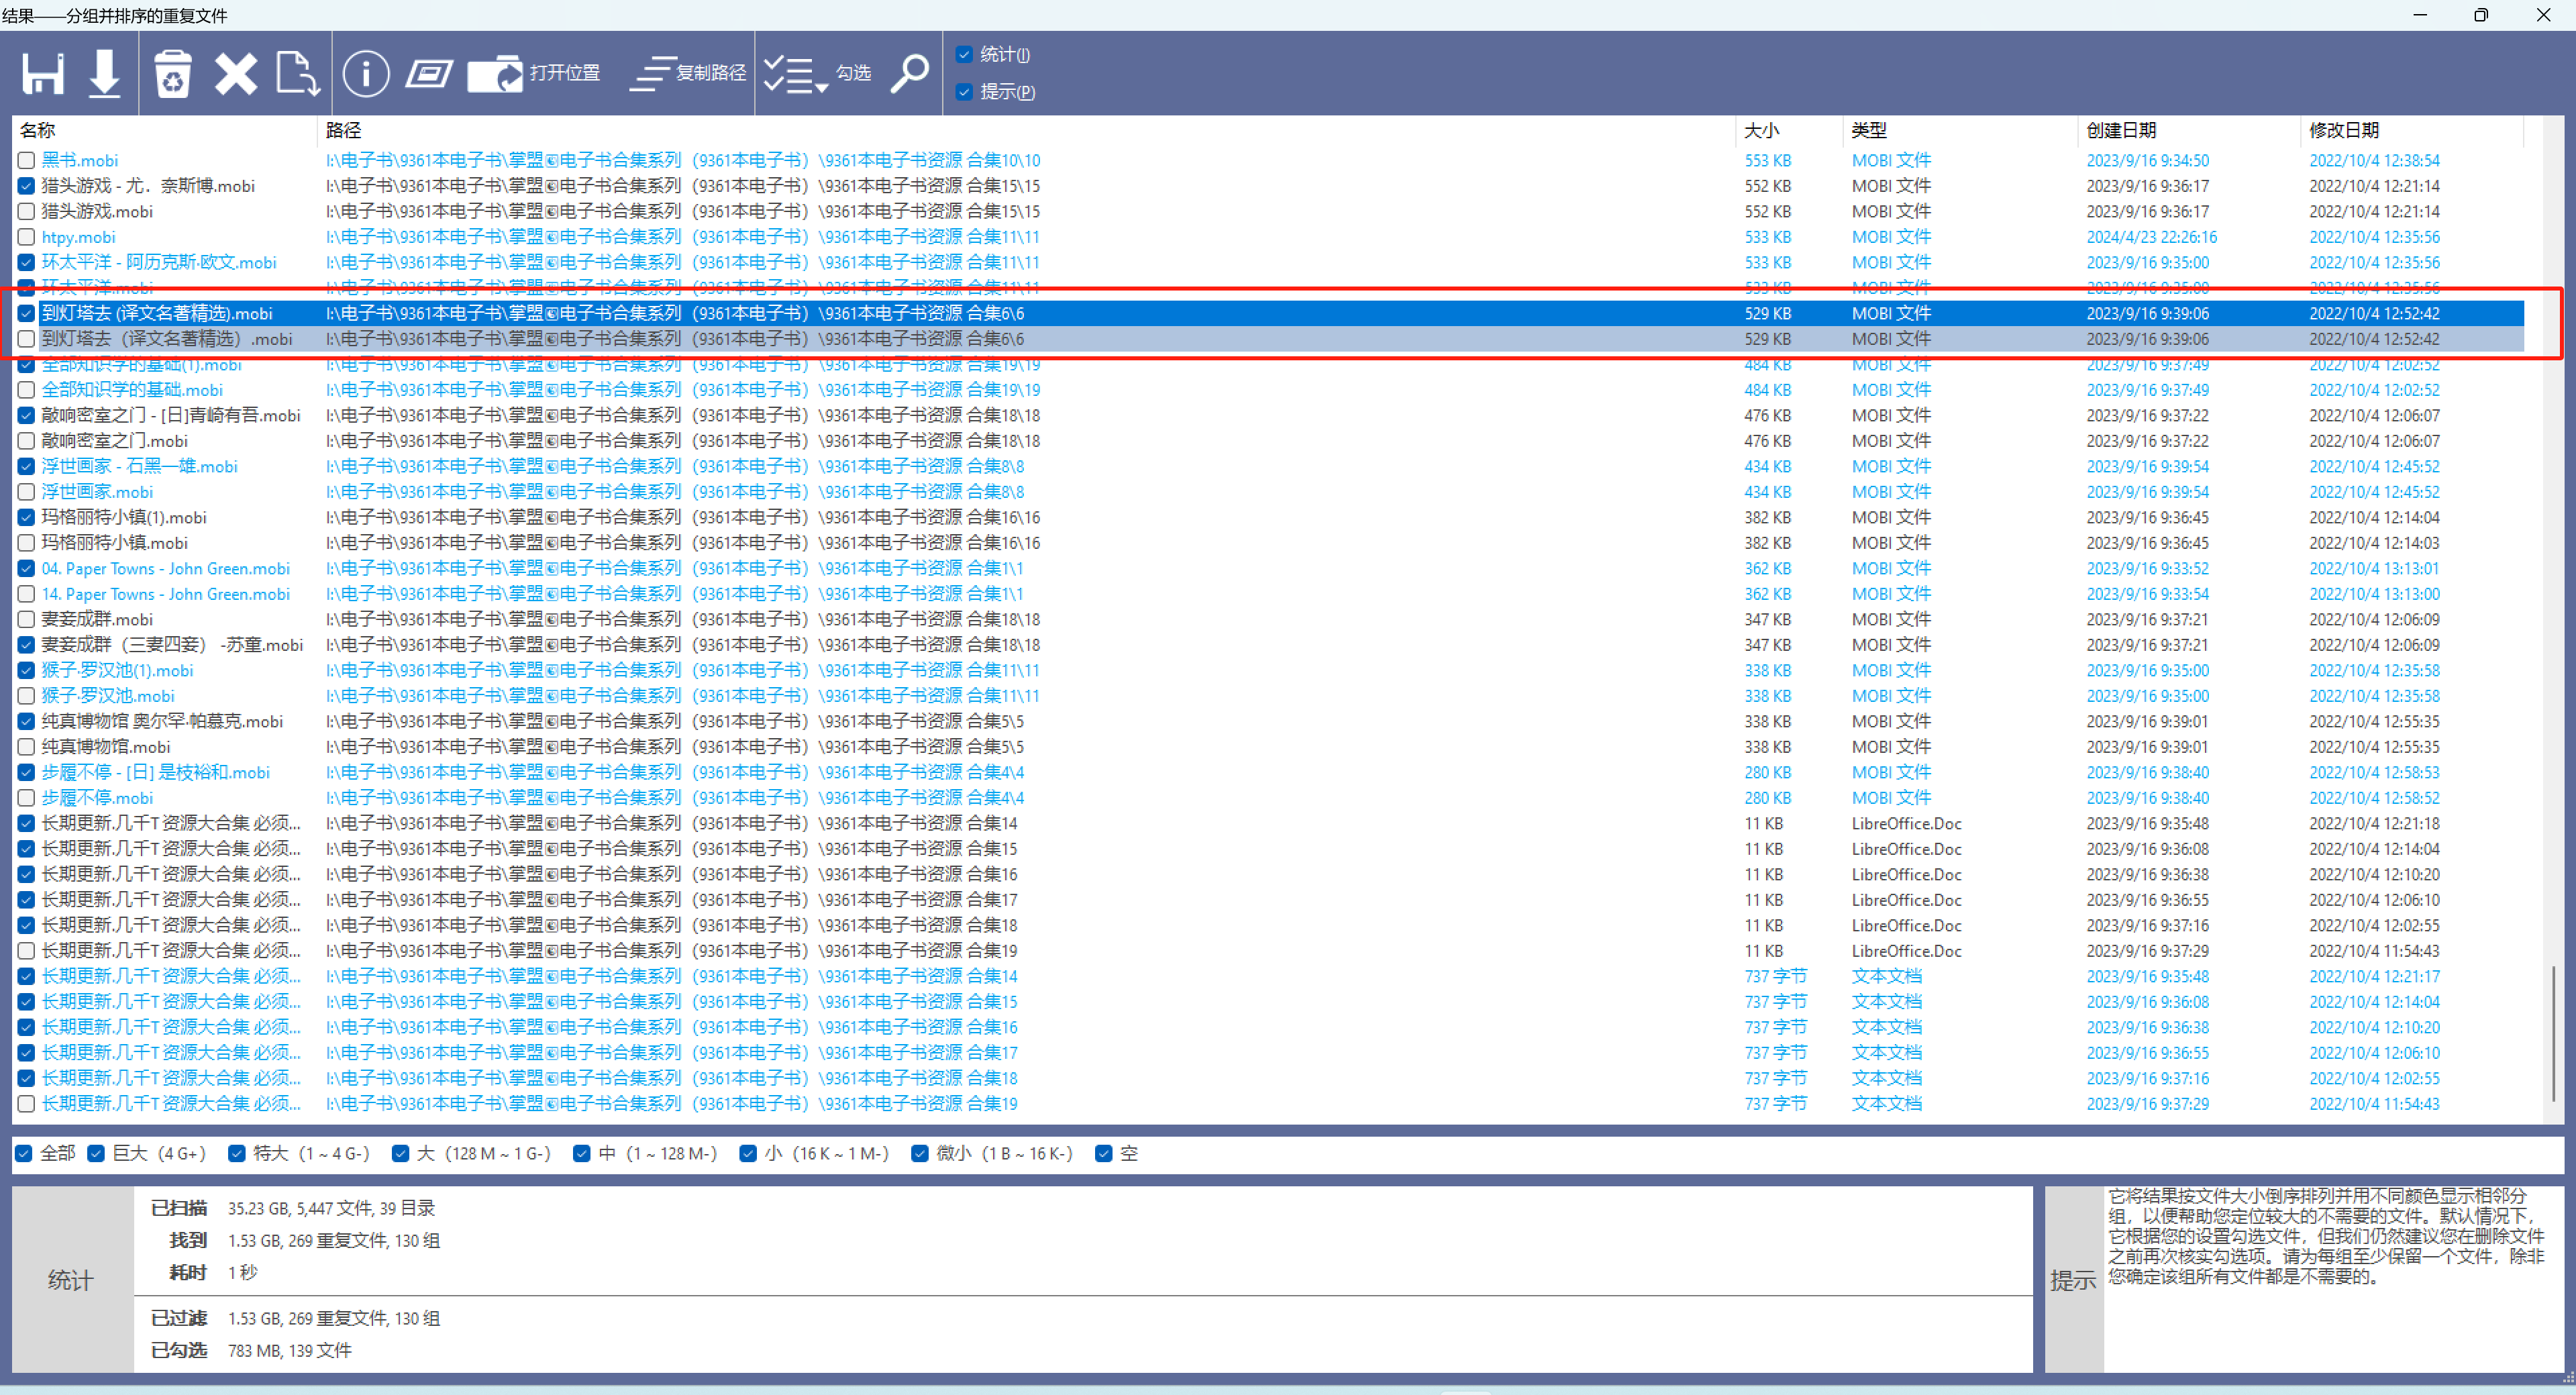 结果——分组并排序的重复文件
打开位置 复制路径 勾选 统计(I)
提示(P)
名称 路径 大小 类型 创建日期 修改日期
黑书.mobi I:\电子书\9361本电子书\掌盟 电子书合集系列 （9361本电子书）\9361本电子书资源 合集10\10 553 KB MOBI 文件 2023/9/16 9:34:50 2022/10/4 12:38:54
猎头游戏 - 尤．奈斯博.mobi I:\电子书\9361本电子书\掌盟 电子书合集系列 （9361本电子书）\9361本电子书资源 合集15\15 552 KB MOBI 文件 2023/9/16 9:36:17 2022/10/4 12:21:14
猎头游戏.mobi I:\电子书\9361本电子书\掌盟 电子书合集系列 （9361本电子书）\9361本电子书资源 合集15\15 552 KB MOBI 文件 2023/9/16 9:36:17 2022/10/4 12:21:14
htpy.mobi I:\电子书\9361本电子书\掌盟 电子书合集系列 （9361本电子书）\9361本电子书资源 合集11\11 533 KB MOBI 文件 2024/4/23 22:26:16 2022/10/4 12:35:56
环太平洋 - 阿历克斯·欧文.mobi I:\电子书\9361本电子书\掌盟 电子书合集系列 （9361本电子书）\9361本电子书资源 合集11\11 533 KB MOBI 文件 2023/9/16 9:35:00 2022/10/4 12:35:56
环太平洋.mobi I:\电子书\9361本电子书\掌盟 电子书合集系列 （9361本电子书）\9361本电子书资源 合集11\11 533 KB MOBI 文件 2023/9/16 9:35:00 2022/10/4 12:35:56
到灯塔去 (译文名著精选).mobi I:\电子书\9361本电子书\掌盟 电子书合集系列 （9361本电子书）\9361本电子书资源 合集6\6 529 KB MOBI 文件 2023/9/16 9:39:06 2022/10/4 12:52:42
到灯塔去（译文名著精选）.mobi I:\电子书\9361本电子书\掌盟 电子书合集系列 （9361本电子书）\9361本电子书资源 合集6\6 529 KB MOBI 文件 2023/9/16 9:39:06 2022/10/4 12:52:42
全部知识学的基础(1).mobi I:\电子书\9361本电子书\掌盟 电子书合集系列 （9361本电子书）\9361本电子书资源 合集19\19 484 KB MOBI 文件 2023/9/16 9:37:49 2022/10/4 12:02:52
全部知识学的基础.mobi I:\电子书\9361本电子书\掌盟 电子书合集系列 （9361本电子书）\9361本电子书资源 合集19\19 484 KB MOBI 文件 2023/9/16 9:37:49 2022/10/4 12:02:52
敲响密室之门 - [日]青崎有吾.mobi I:\电子书\9361本电子书\掌盟 电子书合集系列 （9361本电子书）\9361本电子书资源 合集18\18 476 KB MOBI 文件 2023/9/16 9:37:22 2022/10/4 12:06:07
敲响密室之门.mobi I:\电子书\9361本电子书\掌盟 电子书合集系列 （9361本电子书）\9361本电子书资源 合集18\18 476 KB MOBI 文件 2023/9/16 9:37:22 2022/10/4 12:06:07
浮世画家 - 石黑一雄.mobi I:\电子书\9361本电子书\掌盟 电子书合集系列 （9361本电子书）\9361本电子书资源 合集8\8 434 KB MOBI 文件 2023/9/16 9:39:54 2022/10/4 12:45:52
浮世画家.mobi I:\电子书\9361本电子书\掌盟 电子书合集系列 （9361本电子书）\9361本电子书资源 合集8\8 434 KB MOBI 文件 2023/9/16 9:39:54 2022/10/4 12:45:52
玛格丽特小镇(1).mobi I:\电子书\9361本电子书\掌盟 电子书合集系列 （9361本电子书）\9361本电子书资源 合集16\16 382 KB MOBI 文件 2023/9/16 9:36:45 2022/10/4 12:14:04
玛格丽特小镇.mobi I:\电子书\9361本电子书\掌盟 电子书合集系列 （9361本电子书）\9361本电子书资源 合集16\16 382 KB MOBI 文件 2023/9/16 9:36:45 2022/10/4 12:14:03
04. Paper Towns - John Green.mobi I:\电子书\9361本电子书\掌盟 电子书合集系列 （9361本电子书）\9361本电子书资源 合集1\1 362 KB MOBI 文件 2023/9/16 9:33:52 2022/10/4 13:13:01
14. Paper Towns - John Green.mobi I:\电子书\9361本电子书\掌盟 电子书合集系列 （9361本电子书）\9361本电子书资源 合集1\1 362 KB MOBI 文件 2023/9/16 9:33:54 2022/10/4 13:13:00
妻妾成群.mobi I:\电子书\9361本电子书\掌盟 电子书合集系列 （9361本电子书）\9361本电子书资源 合集18\18 347 KB MOBI 文件 2023/9/16 9:37:21 2022/10/4 12:06:09
妻妾成群（三妻四妾） -苏童.mobi I:\电子书\9361本电子书\掌盟 电子书合集系列 （9361本电子书）\9361本电子书资源 合集18\18 347 KB MOBI 文件 2023/9/16 9:37:21 2022/10/4 12:06:09
猴子·罗汉池(1).mobi I:\电子书\9361本电子书\掌盟 电子书合集系列 （9361本电子书）\9361本电子书资源 合集11\11 338 KB MOBI 文件 2023/9/16 9:35:00 2022/10/4 12:35:58
猴子·罗汉池.mobi I:\电子书\9361本电子书\掌盟 电子书合集系列 （9361本电子书）\9361本电子书资源 合集11\11 338 KB MOBI 文件 2023/9/16 9:35:00 2022/10/4 12:35:58
纯真博物馆 奥尔罕·帕慕克.mobi I:\电子书\9361本电子书\掌盟 电子书合集系列 （9361本电子书）\9361本电子书资源 合集5\5 338 KB MOBI 文件 2023/9/16 9:39:01 2022/10/4 12:55:35
纯真博物馆.mobi I:\电子书\9361本电子书\掌盟 电子书合集系列 （9361本电子书）\9361本电子书资源 合集5\5 338 KB MOBI 文件 2023/9/16 9:39:01 2022/10/4 12:55:35
步履不停 - [日] 是枝裕和.mobi I:\电子书\9361本电子书\掌盟 电子书合集系列 （9361本电子书）\9361本电子书资源 合集4\4 280 KB MOBI 文件 2023/9/16 9:38:40 2022/10/4 12:58:53
步履不停.mobi I:\电子书\9361本电子书\掌盟 电子书合集系列 （9361本电子书）\9361本电子书资源 合集4\4 280 KB MOBI 文件 2023/9/16 9:38:40 2022/10/4 12:58:52
长期更新.几千T 资源大合集 必须... I:\电子书\9361本电子书\掌盟 电子书合集系列 （9361本电子书）\9361本电子书资源 合集14 11 KB LibreOffice.Doc 2023/9/16 9:35:48 2022/10/4 12:21:18
长期更新.几千T 资源大合集 必须... I:\电子书\9361本电子书\掌盟 电子书合集系列 （9361本电子书）\9361本电子书资源 合集15 11 KB LibreOffice.Doc 2023/9/16 9:36:08 2022/10/4 12:14:04
长期更新.几千T 资源大合集 必须... I:\电子书\9361本电子书\掌盟 电子书合集系列 （9361本电子书）\9361本电子书资源 合集16 11 KB LibreOffice.Doc 2023/9/16 9:36:38 2022/10/4 12:10:20
长期更新.几千T 资源大合集 必须... I:\电子书\9361本电子书\掌盟 电子书合集系列 （9361本电子书）\9361本电子书资源 合集17 11 KB LibreOffice.Doc 2023/9/16 9:36:55 2022/10/4 12:06:10
长期更新.几千T 资源大合集 必须... I:\电子书\9361本电子书\掌盟 电子书合集系列 （9361本电子书）\9361本电子书资源 合集18 11 KB LibreOffice.Doc 2023/9/16 9:37:16 2022/10/4 12:02:55
长期更新.几千T 资源大合集 必须... I:\电子书\9361本电子书\掌盟 电子书合集系列 （9361本电子书）\9361本电子书资源 合集19 11 KB LibreOffice.Doc 2023/9/16 9:37:29 2022/10/4 11:54:43
长期更新.几千T 资源大合集 必须... I:\电子书\9361本电子书\掌盟 电子书合集系列 （9361本电子书）\9361本电子书资源 合集14 737 字节 文本文档 2023/9/16 9:35:48 2022/10/4 12:21:17
长期更新.几千T 资源大合集 必须... I:\电子书\9361本电子书\掌盟 电子书合集系列 （9361本电子书）\9361本电子书资源 合集15 737 字节 文本文档 2023/9/16 9:36:08 2022/10/4 12:14:04
长期更新.几千T 资源大合集 必须... I:\电子书\9361本电子书\掌盟 电子书合集系列 （9361本电子书）\9361本电子书资源 合集16 737 字节 文本文档 2023/9/16 9:36:38 2022/10/4 12:10:20
长期更新.几千T 资源大合集 必须... I:\电子书\9361本电子书\掌盟 电子书合集系列 （9361本电子书）\9361本电子书资源 合集17 737 字节 文本文档 2023/9/16 9:36:55 2022/10/4 12:06:10
长期更新.几千T 资源大合集 必须... I:\电子书\9361本电子书\掌盟 电子书合集系列 （9361本电子书）\9361本电子书资源 合集18 737 字节 文本文档 2023/9/16 9:37:16 2022/10/4 12:02:55
长期更新.几千T 资源大合集 必须... I:\电子书\9361本电子书\掌盟 电子书合集系列 （9361本电子书）\9361本电子书资源 合集19 737 字节 文本文档 2023/9/16 9:37:29 2022/10/4 11:54:43
全部 巨大（4 G+） 特大（1 ~ 4 G-） 大（128 M ~ 1 G-） 中（1 ~ 128 M-） 小（16 K ~ 1 M-） 微小（1 B ~ 16 K-） 空
统计
已扫描 35.23 GB, 5,447 文件, 39 目录
找到 1.53 GB, 269 重复文件, 130 组
耗时 1 秒
已过滤 1.53 GB, 269 重复文件, 130 组
已勾选 783 MB, 139 文件
提示
它将结果按文件大小倒序排列并用不同颜色显示相邻分
组，以便帮助您定位较大的不需要的文件。默认情况下，
它根据您的设置勾选文件，但我们仍然建议您在删除文件
之前再次核实勾选项。请为每组至少保留一个文件，除非
您确定该组所有文件都是不需要的。